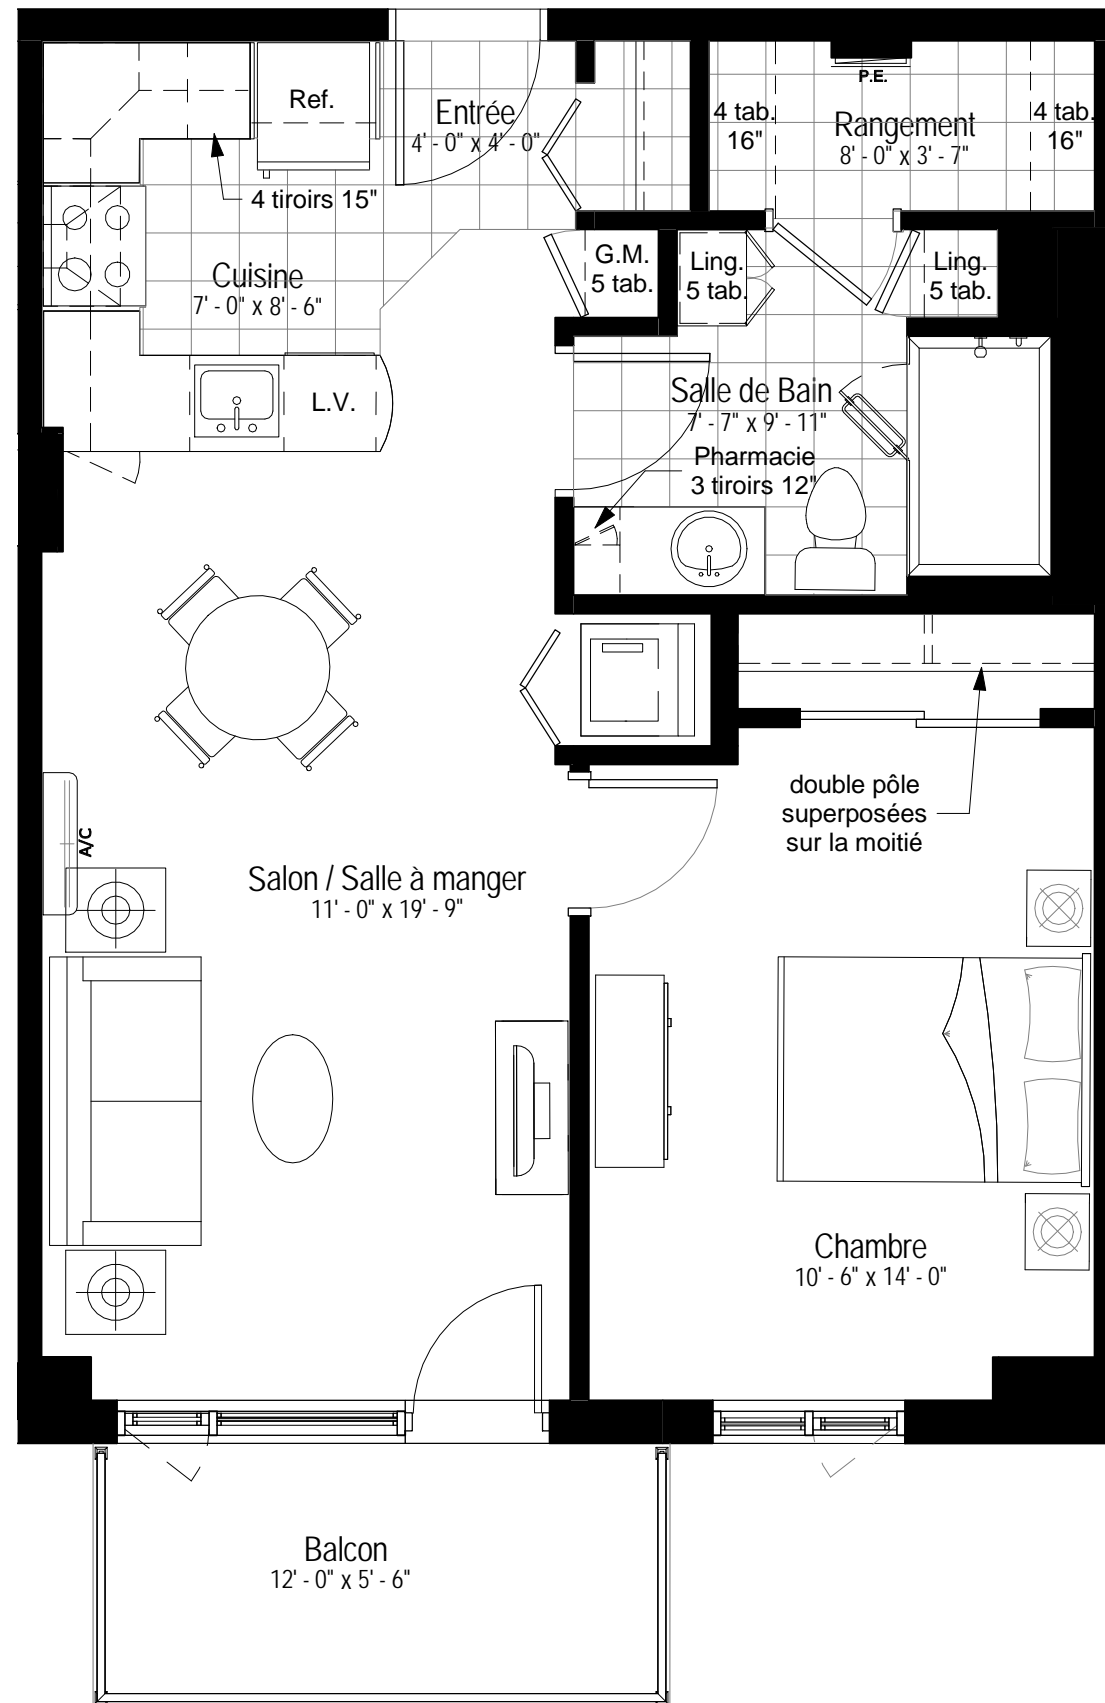 Ref.
Entrée
4' - 0" x 4' - 0"
P.E.
4 tab.
16"
Rangement
8' - 0" x 3' - 7"
4 tab.
16"
4 tiroirs 15"
Cuisine
7' - 0" x 8' - 6"
G.M.
5 tab.
Ling.
5 tab.
Ling.
5 tab.
L.V.
Salle de Bain
7' - 7" x 9' - 11"
Pharmacie
3 tiroirs 12"
double pôle
superposées
sur la moitié
A/C
Salon / Salle à manger
11' - 0" x 19' - 9"
Chambre
10' - 6" x 14' - 0"
Balcon
12' - 0" x 5' - 6"